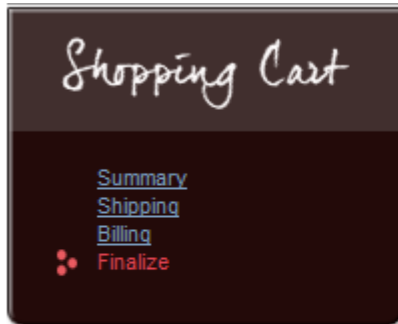 Shopping Cart
Summary
Shipping
Billing
Finalize